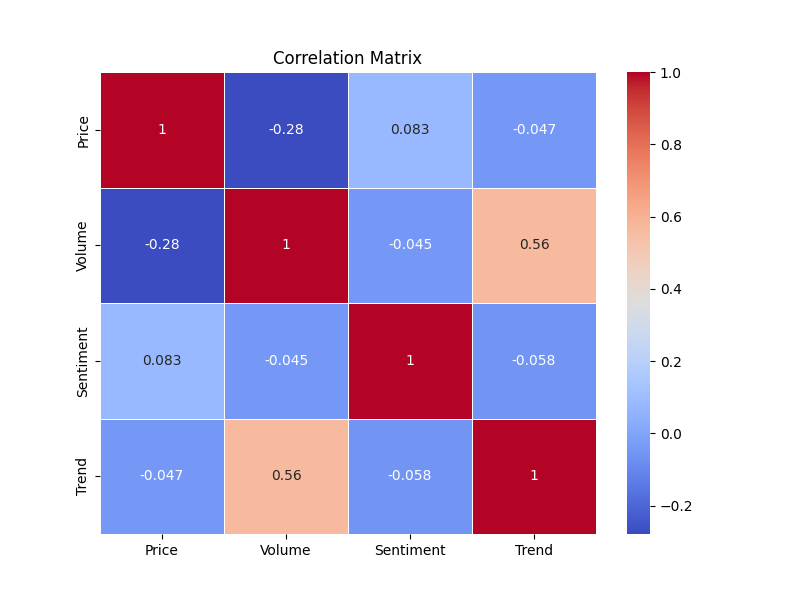 Correlation Matrix
Price 1 -0.28 0.083 -0.047
Volume -0.28 1 -0.045 0.56
Sentiment 0.083 -0.045 1 -0.058
Trend -0.047 0.56 -0.058 1
Price Volume Sentiment Trend
1.0
0.8
0.6
0.4
0.2
0.0
−0.2